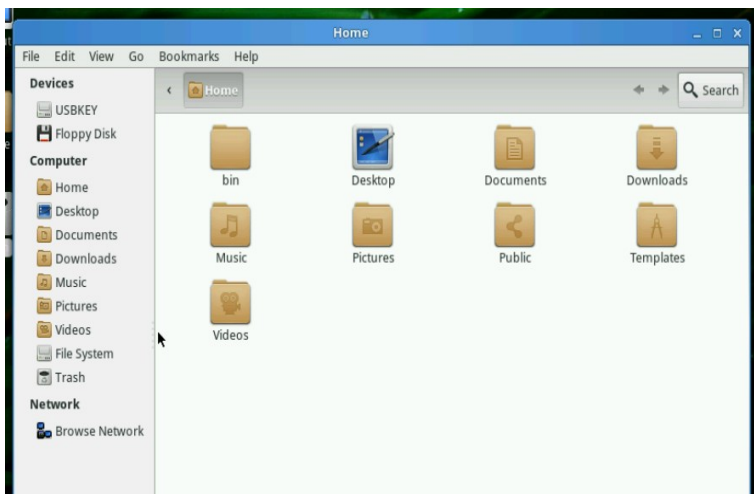 Home
File Edit View Go Bookmarks Help
Devices
USBKEY
Floppy Disk
Computer
Home
Desktop
Documents
Downloads
Music
Pictures
Videos
File System
Trash
Network
Browse Network
Home
Search
bin Desktop Documents Downloads
Music Pictures Public Templates
Videos